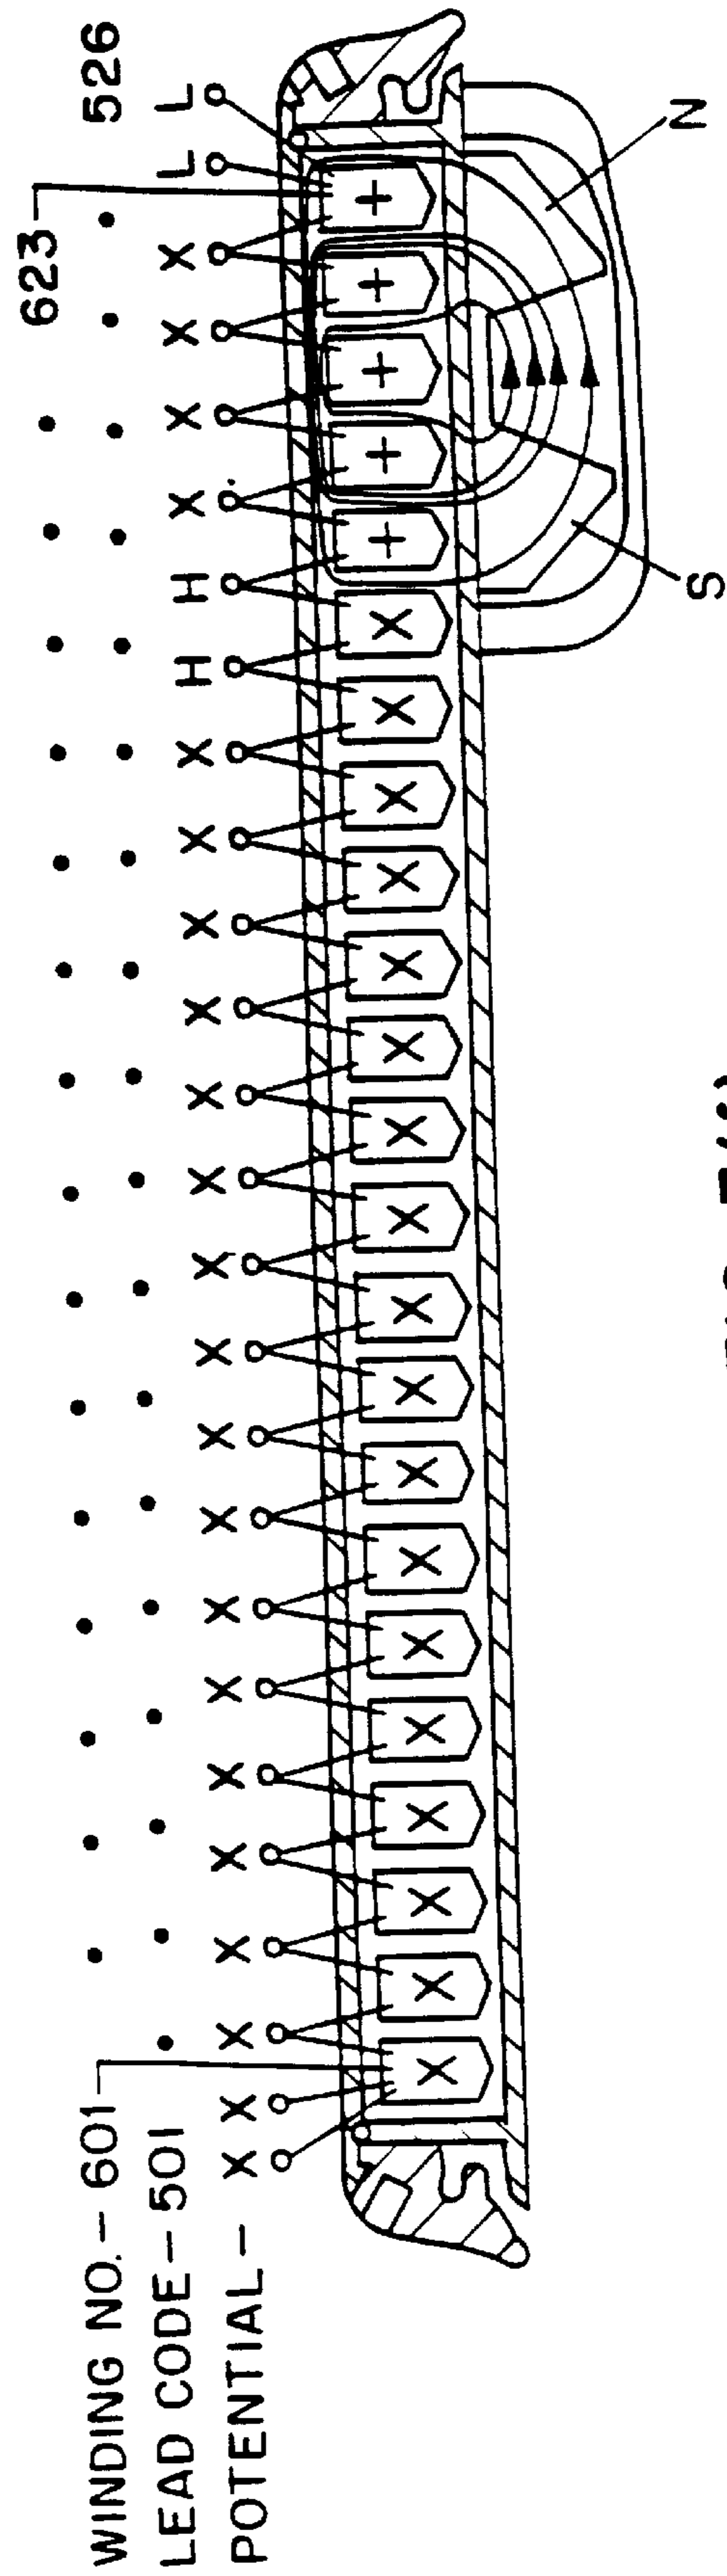 WINDING NO.– 601 623
LEAD CODE–501 526
POTENTIAL– X X X X X X X X X X X X X X X X X X H H X X X X L L
X X X X X X X X X X X X X X X X X X + + + + +
S N